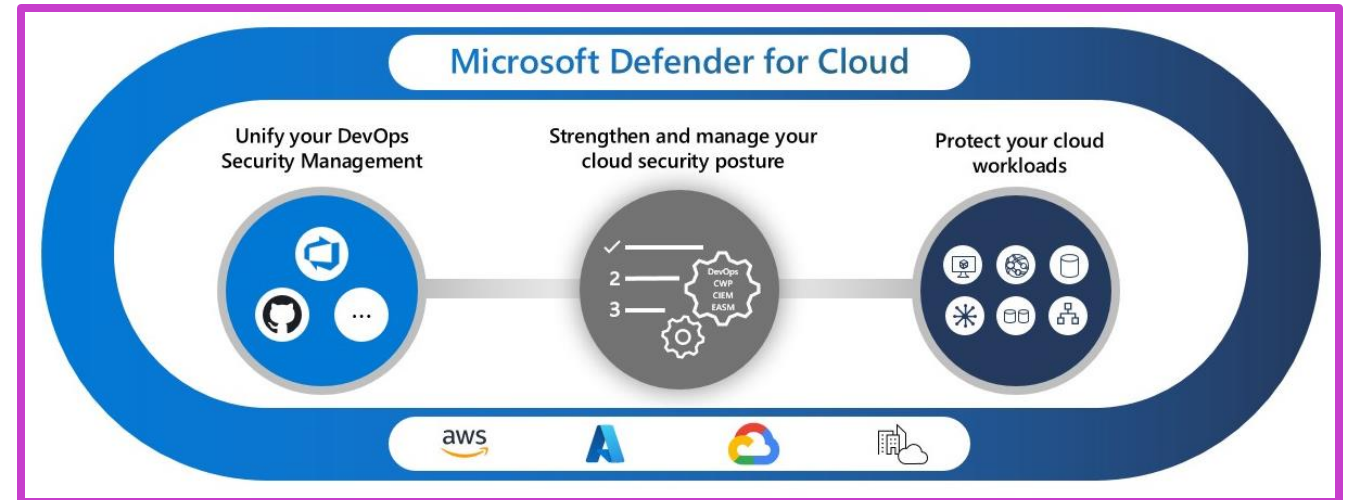 Microsoft Defender for Cloud
Unify your DevOps
Security Management
Strengthen and manage your
cloud security posture
Protect your cloud
workloads
2
3
DevOps
CWP
CIEM
EASM
...
aws